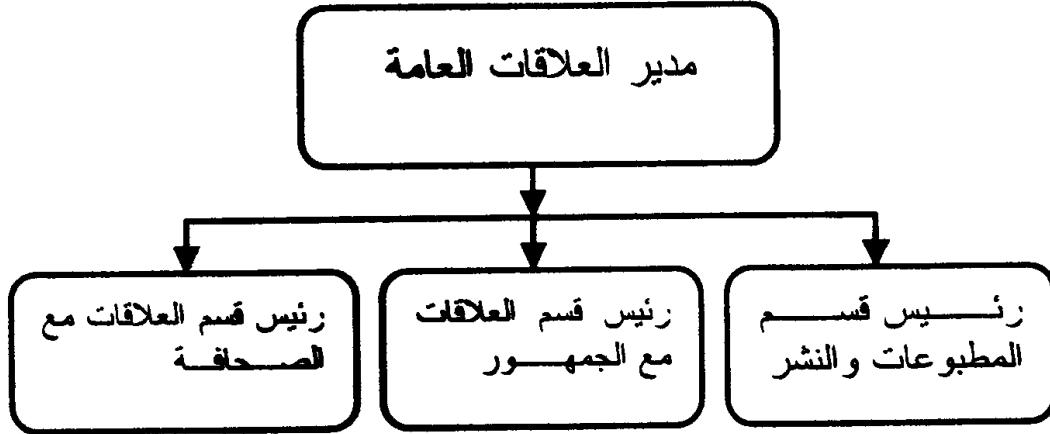 مدير العلاقات العامة
رئيس قسم
المطبوعات والنشر
رئيس قسم العلاقات
مع الجمهور
رئيس قسم العلاقات مع
الصحافة